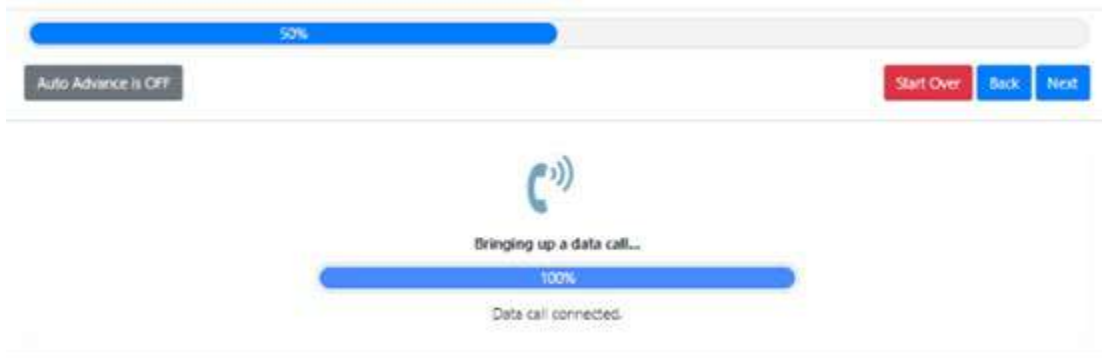 50%
Auto Advance is OFF
Start Over
Back
Next
Bringing up a data call...
100%
Data call connected.